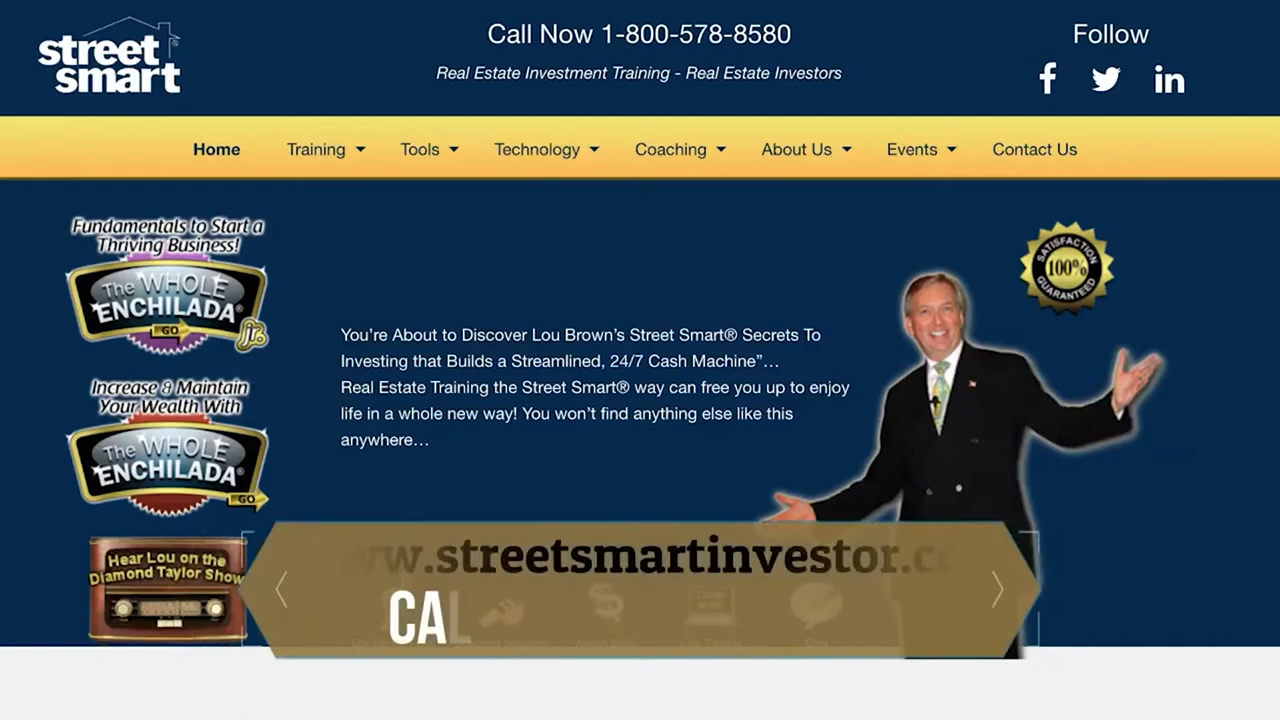 street
smart
Call Now 1-800-578-8580
Real Estate Investment Training - Real Estate Investors
Follow
Home
Training
Tools
Technology
Coaching
About Us
Events
Contact Us
Fundamentals to Start a
Thriving Business!
The WHOLE
ENCHILADA®
GO
jr.
Increase & Maintain
Your Wealth With
The WHOLE
ENCHILADA®
GO
Hear Lou on the
Diamond Taylor Show
You’re About to Discover Lou Brown’s Street Smart® Secrets To
Investing that Builds a Streamlined, 24/7 Cash Machine”…
Real Estate Training the Street Smart® way can free you up to enjoy
life in a whole new way! You won’t find anything else like this
anywhere…
SATISFACTION
100%
GUARANTEED
w.streetsmartinvestor.c
CAL